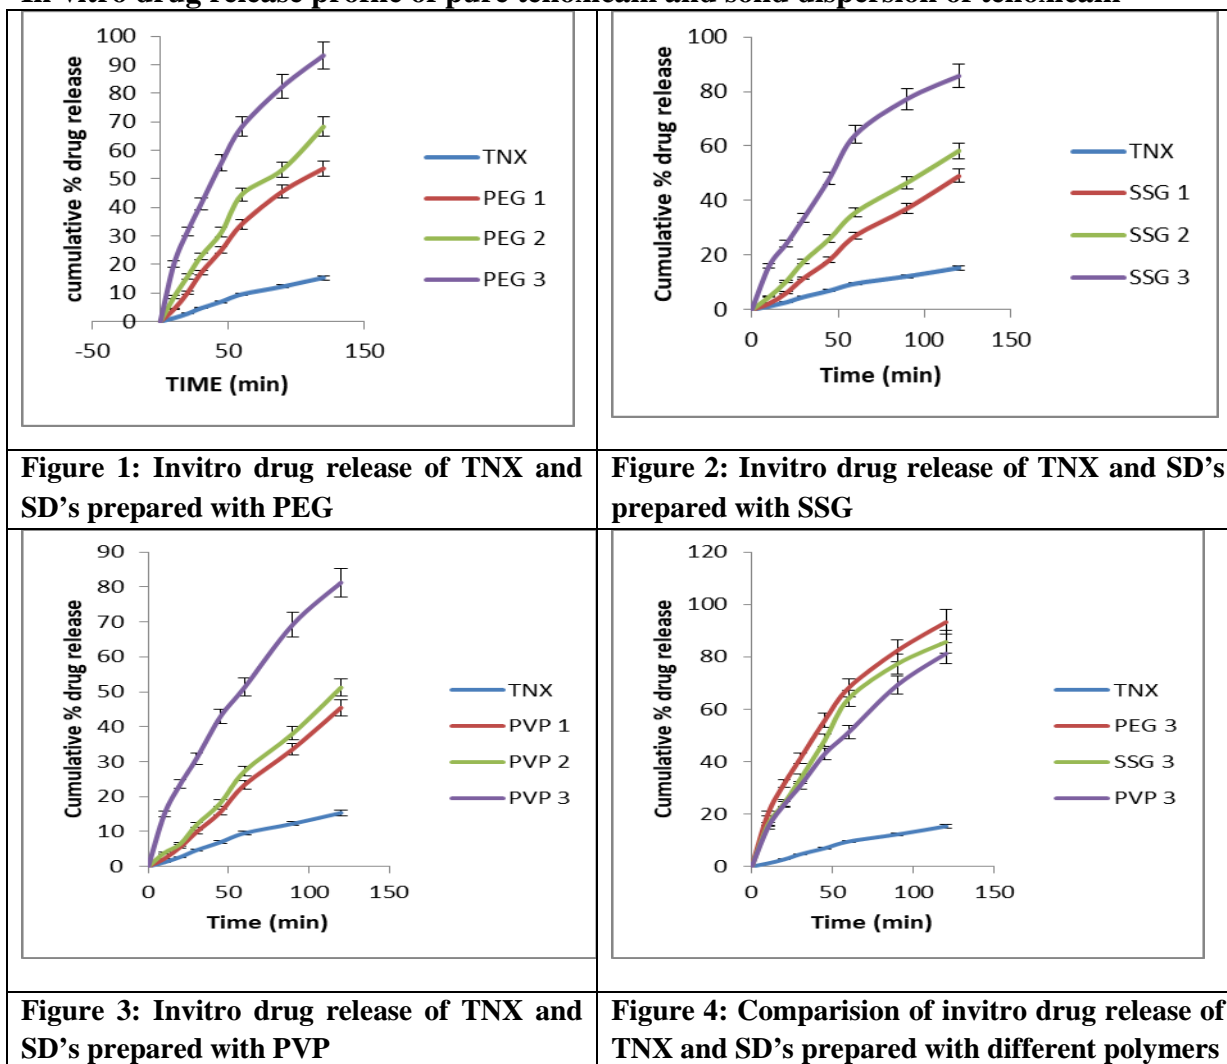 In vitro drug release profile of pure tenoxicam and solid dispersion of tenoxicam
cumulative % drug release
100
90
80
70
60
50
40
30
20
10
0
-50
50
150
TIME (min)
TNX
PEG 1
PEG 2
PEG 3
Cumulative % drug release
100
80
60
40
20
0
0
50
100
150
Time (min)
TNX
SSG 1
SSG 2
SSG 3
Figure 1: Invitro drug release of TNX and
SD's prepared with PEG
Figure 2: Invitro drug release of TNX and SD's
prepared with SSG
Cumulative % drug release
90
80
70
60
50
40
30
20
10
0
0
50
100
150
Time (min)
TNX
PVP 1
PVP 2
PVP 3
Cumulative % drug release
120
100
80
60
40
20
0
0
50
100
150
Time (min)
TNX
PEG 3
SSG 3
PVP 3
Figure 3: Invitro drug release of TNX and
SD's prepared with PVP
Figure 4: Comparision of invitro drug release of
TNX and SD's prepared with different polymers